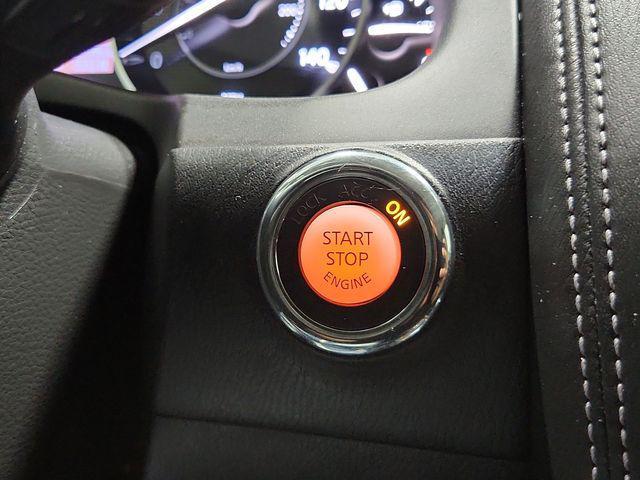 120
140
LOCK ACC ON
START
STOP
ENGINE